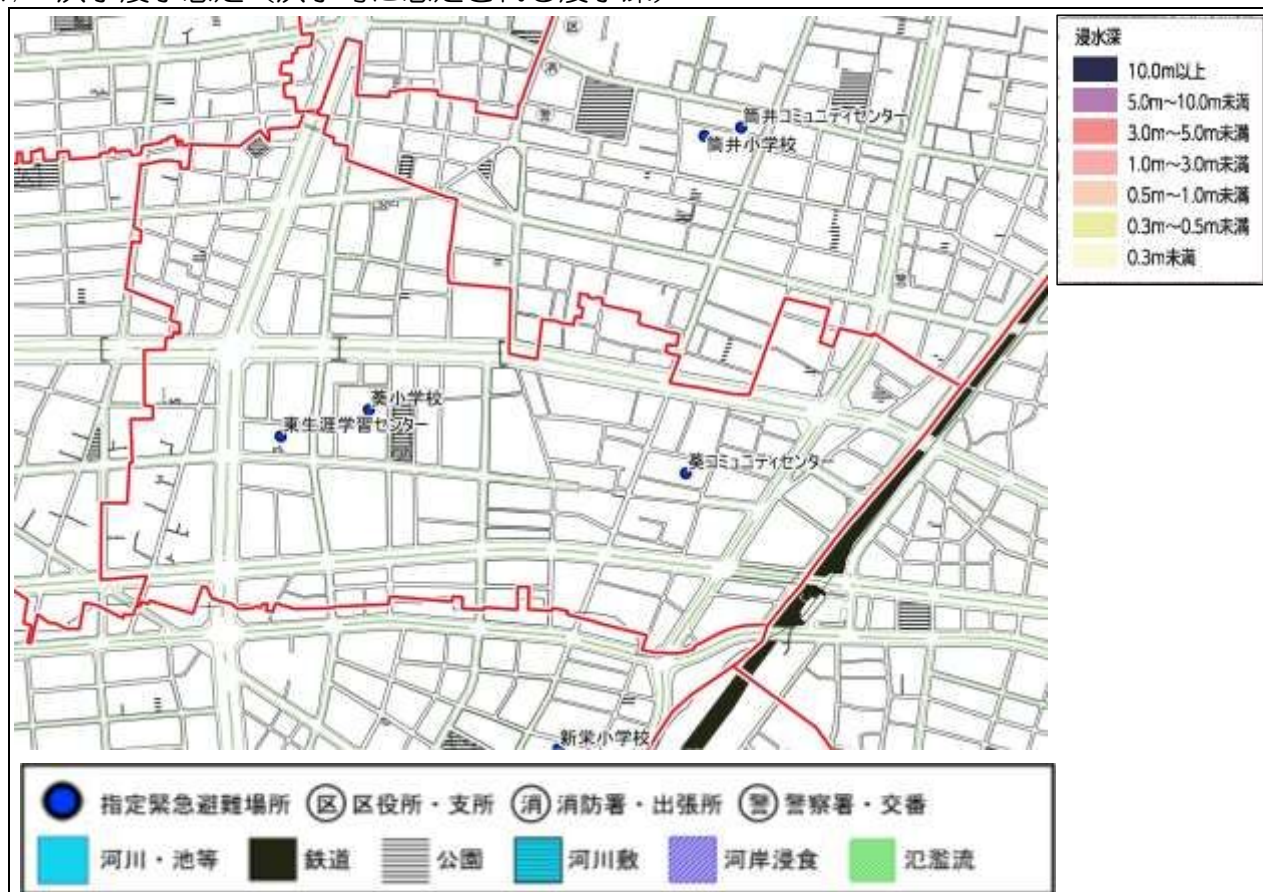 浸水深
10.0m以上
5.0m～10.0m未満
3.0m～5.0m未満
1.0m～3.0m未満
0.5m～1.0m未満
0.3m～0.5m未満
0.3m未満
区
消
警
筒井コミュニティセンター
筒井小学校
警
葵小学校
東生涯学習センター
葵コミュニティセンター
新栄小学校
指定緊急避難場所 区 区役所・支所 消 消防署・出張所 警 警察署・交番
河川・池等 鉄道 公園 河川敷 河岸浸食 氾濫流